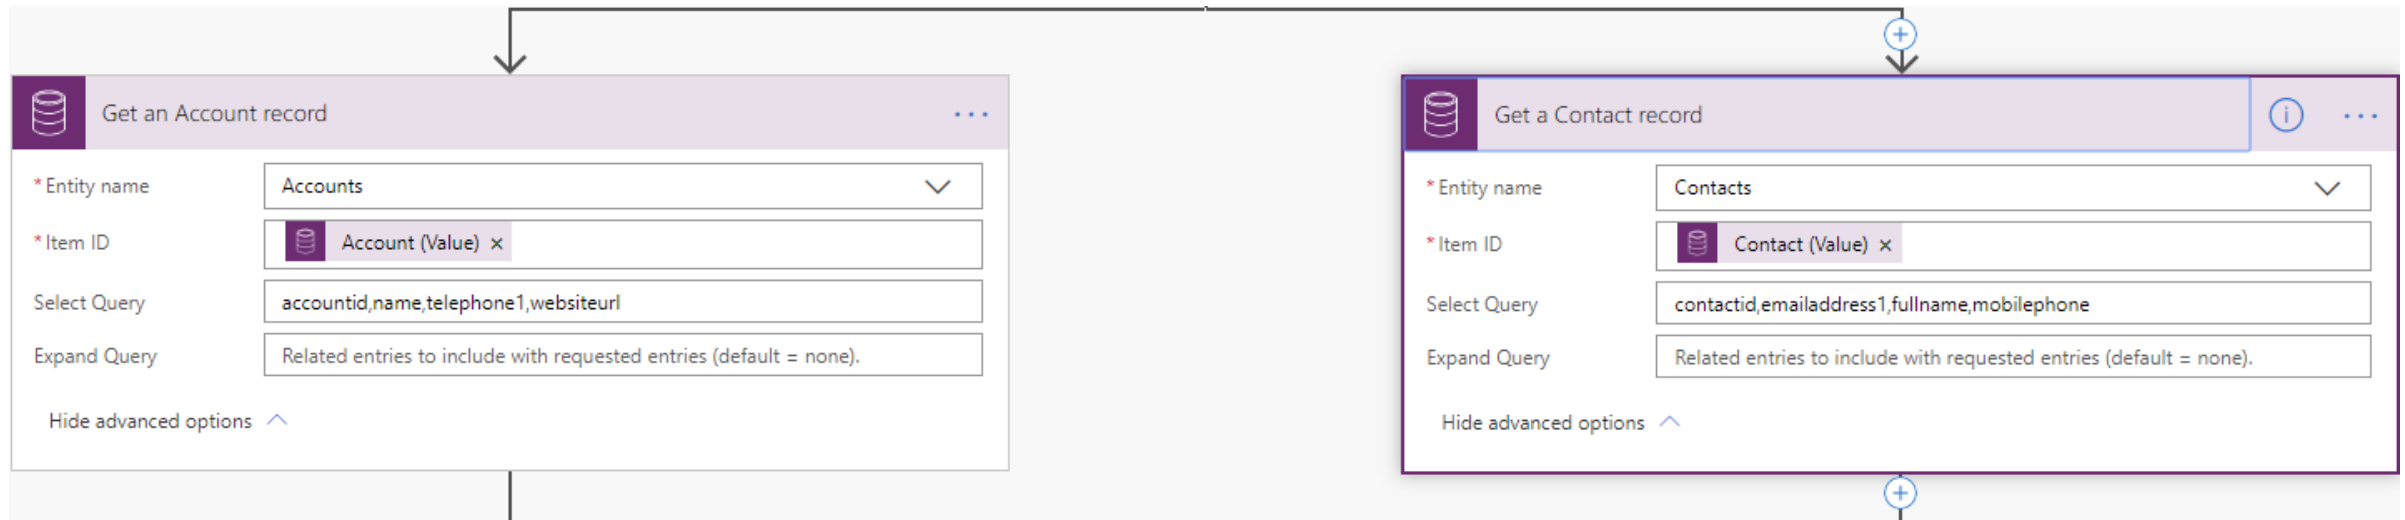 Get an Account record
* Entity name Accounts
* Item ID Account (Value) ×
Select Query accountid,name,telephone1,websiteurl
Expand Query Related entries to include with requested entries (default = none).
Hide advanced options
Get a Contact record
* Entity name Contacts
* Item ID Contact (Value) ×
Select Query contactid,emailaddress1,fullname,mobilephone
Expand Query Related entries to include with requested entries (default = none).
Hide advanced options